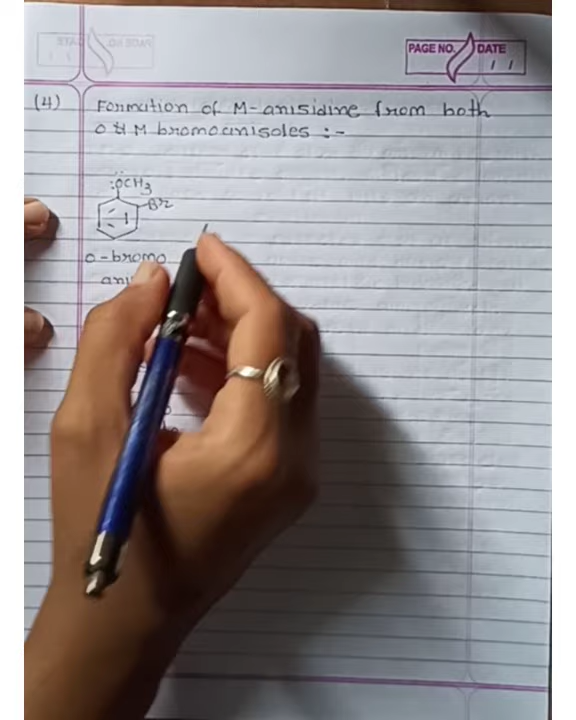 PAGE NO. DATE
/ /
(4) Formation of M-anisidine from both
O & M bromoanisoles :-
:OCH3
Br
O-bromo